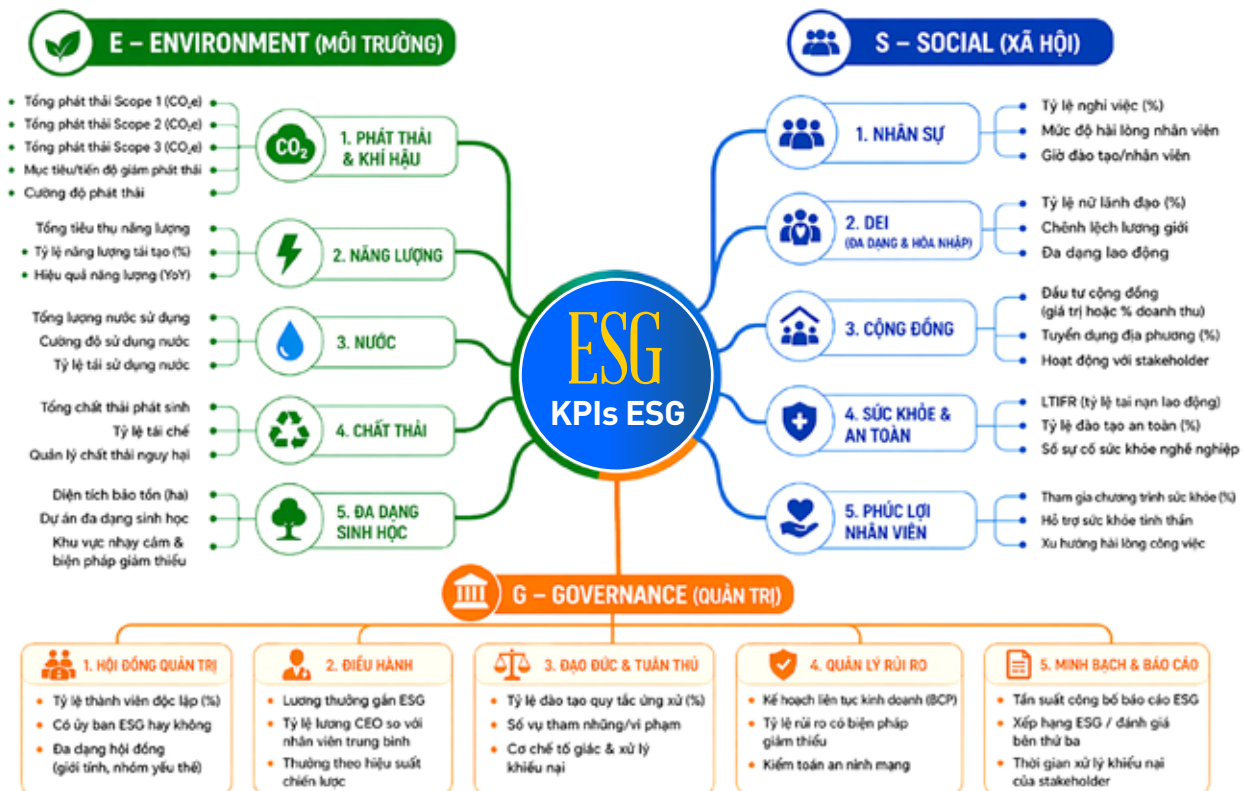 E – ENVIRONMENT (MÔI TRƯỜNG)
Tổng phát thải Scope 1 (CO₂e)
Tổng phát thải Scope 2 (CO₂e)
Tổng phát thải Scope 3 (CO₂e)
Mục tiêu/tiến độ giảm phát thải
Cường độ phát thải
CO₂
1. PHÁT THẢI
& KHÍ HẬU
Tổng tiêu thụ năng lượng
Tỷ lệ năng lượng tái tạo (%)
Hiệu quả năng lượng (YoY)
2. NĂNG LƯỢNG
Tổng lượng nước sử dụng
Cường độ sử dụng nước
Tỷ lệ tái sử dụng nước
3. NƯỚC
Tổng chất thải phát sinh
Tỷ lệ tái chế
Quản lý chất thải nguy hại
4. CHẤT THẢI
Diện tích bảo tồn (ha)
Dự án đa dạng sinh học
Khu vực nhạy cảm &
biện pháp giảm thiểu
5. ĐA DẠNG
SINH HỌC
ESG
KPIs ESG
S – SOCIAL (XÃ HỘI)
1. NHÂN SỰ
Tỷ lệ nghỉ việc (%)
Mức độ hài lòng nhân viên
Giờ đào tạo/nhân viên
2. DEI
(ĐA DẠNG & HÒA NHẬP)
Tỷ lệ nữ lãnh đạo (%)
Chênh lệch lương giới
Đa dạng lao động
3. CỘNG ĐỒNG
Đầu tư cộng đồng
(giá trị hoặc % doanh thu)
Tuyển dụng địa phương (%)
Hoạt động với stakeholder
4. SỨC KHỎE &
AN TOÀN
LTIFR (tỷ lệ tai nạn lao động)
Tỷ lệ đào tạo an toàn (%)
Số sự cố sức khỏe nghề nghiệp
5. PHÚC LỢI
NHÂN VIÊN
Tham gia chương trình sức khỏe (%)
Hỗ trợ sức khỏe tinh thần
Xu hướng hài lòng công việc
G – GOVERNANCE (QUẢN TRỊ)
1. HỘI ĐỒNG QUẢN TRỊ
Tỷ lệ thành viên độc lập (%)
Có ủy ban ESG hay không
Đa dạng hội đồng
(giới tính, nhóm yếu thế)
2. ĐIỀU HÀNH
Lương thưởng gắn ESG
Tỷ lệ lương CEO so với
nhân viên trung bình
Thưởng theo hiệu suất
chiến lược
3. ĐẠO ĐỨC & TUÂN THỦ
Tỷ lệ đào tạo quy tắc ứng xử (%)
Số vụ tham nhũng/vi phạm
Cơ chế tố giác & xử lý
khiếu nại
4. QUẢN LÝ RỦI RO
Kế hoạch liên tục kinh doanh (BCP)
Tỷ lệ rủi ro có biện pháp
giảm thiểu
Kiểm toán an ninh mạng
5. MINH BẠCH & BÁO CÁO
Tần suất công bố báo cáo ESG
Xếp hạng ESG / đánh giá
bên thứ ba
Thời gian xử lý khiếu nại
của stakeholder